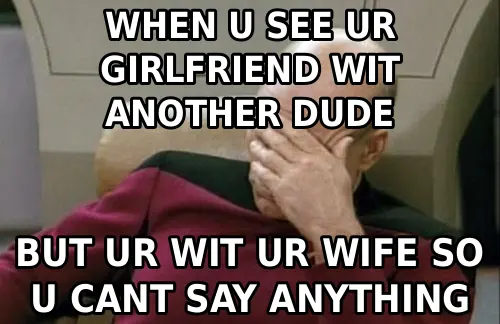 WHEN U SEE UR
GIRLFRIEND WIT
ANOTHER DUDE
BUT UR WIT UR WIFE SO
U CANT SAY ANYTHING